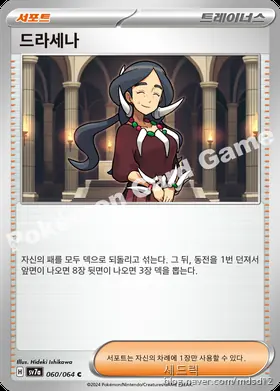 서포트
트레이너스
드라세나
Pokémon Card Game
자신의 패를 모두 덱으로 되돌리고 섞는다. 그 뒤, 동전을 1번 던져서
앞면이 나오면 8장 뒷면이 나오면 3장 덱을 뽑는다.
Illus. Hideki Ishikawa
H sv7a 060/064 C
서포트는 자신의 차례에 1장만 사용할 수 있다.
©2024 Pokémon/Nintendo/Creatures/GAME FREAK
세드릭